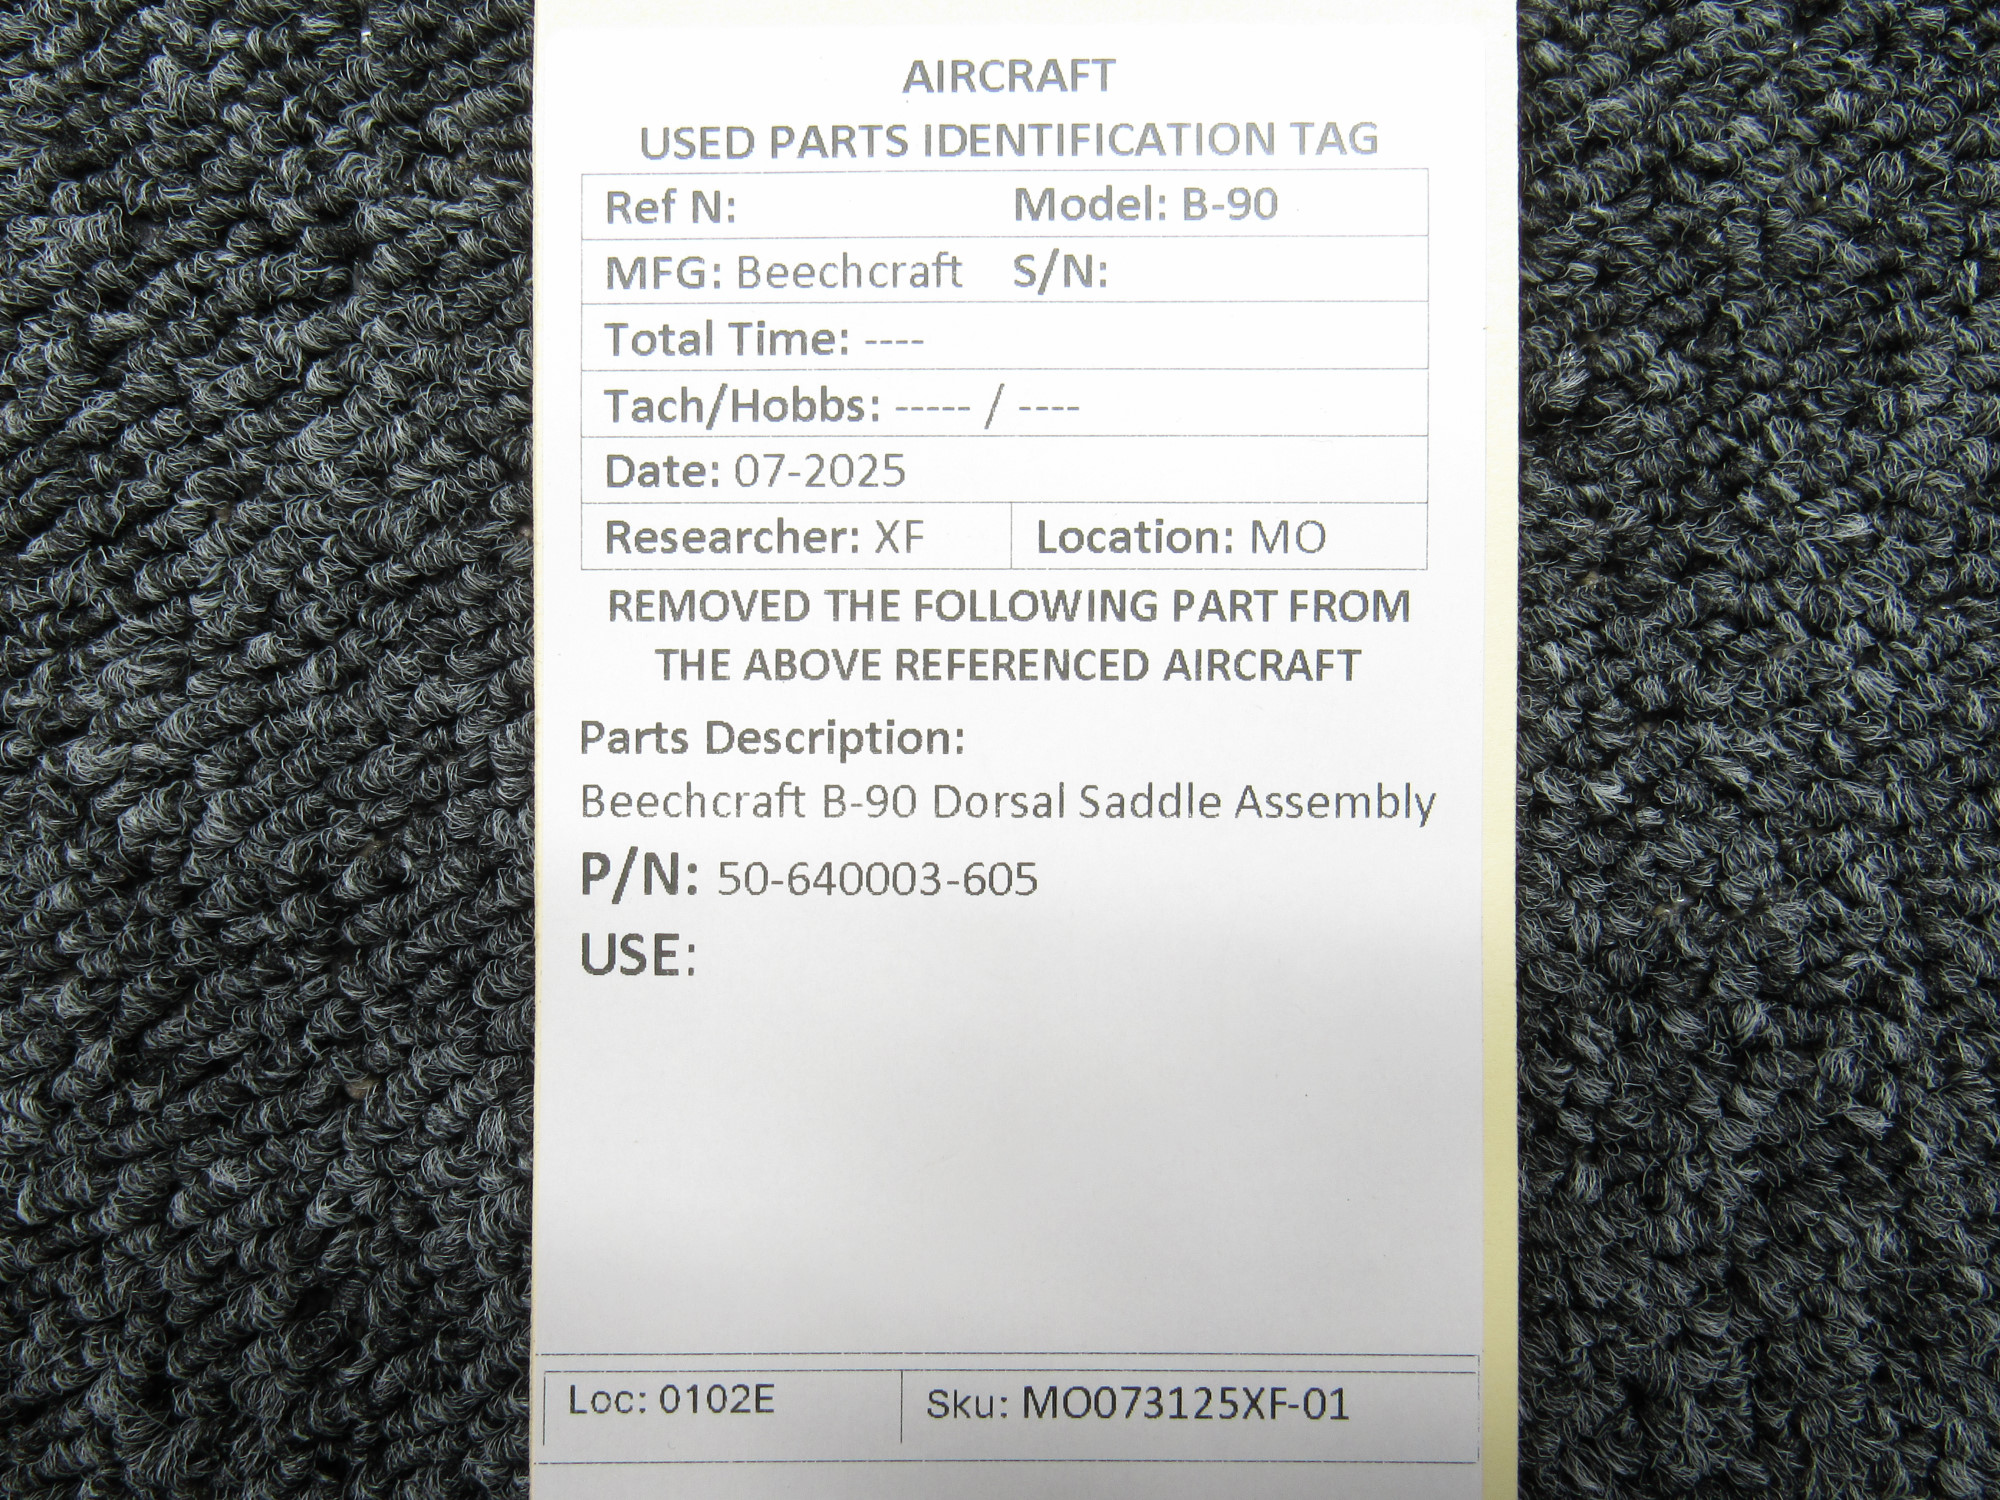 AIRCRAFT
USED PARTS IDENTIFICATION TAG
Ref N: Model: B-90
MFG: Beechcraft S/N:
Total Time: ----
Tach/Hobbs: ----- / ----
Date: 07-2025
Researcher: XF Location: MO
REMOVED THE FOLLOWING PART FROM
THE ABOVE REFERENCED AIRCRAFT
Parts Description:
Beechcraft B-90 Dorsal Saddle Assembly
P/N: 50-640003-605
USE:
Loc: 0102E Sku: MO073125XF-01